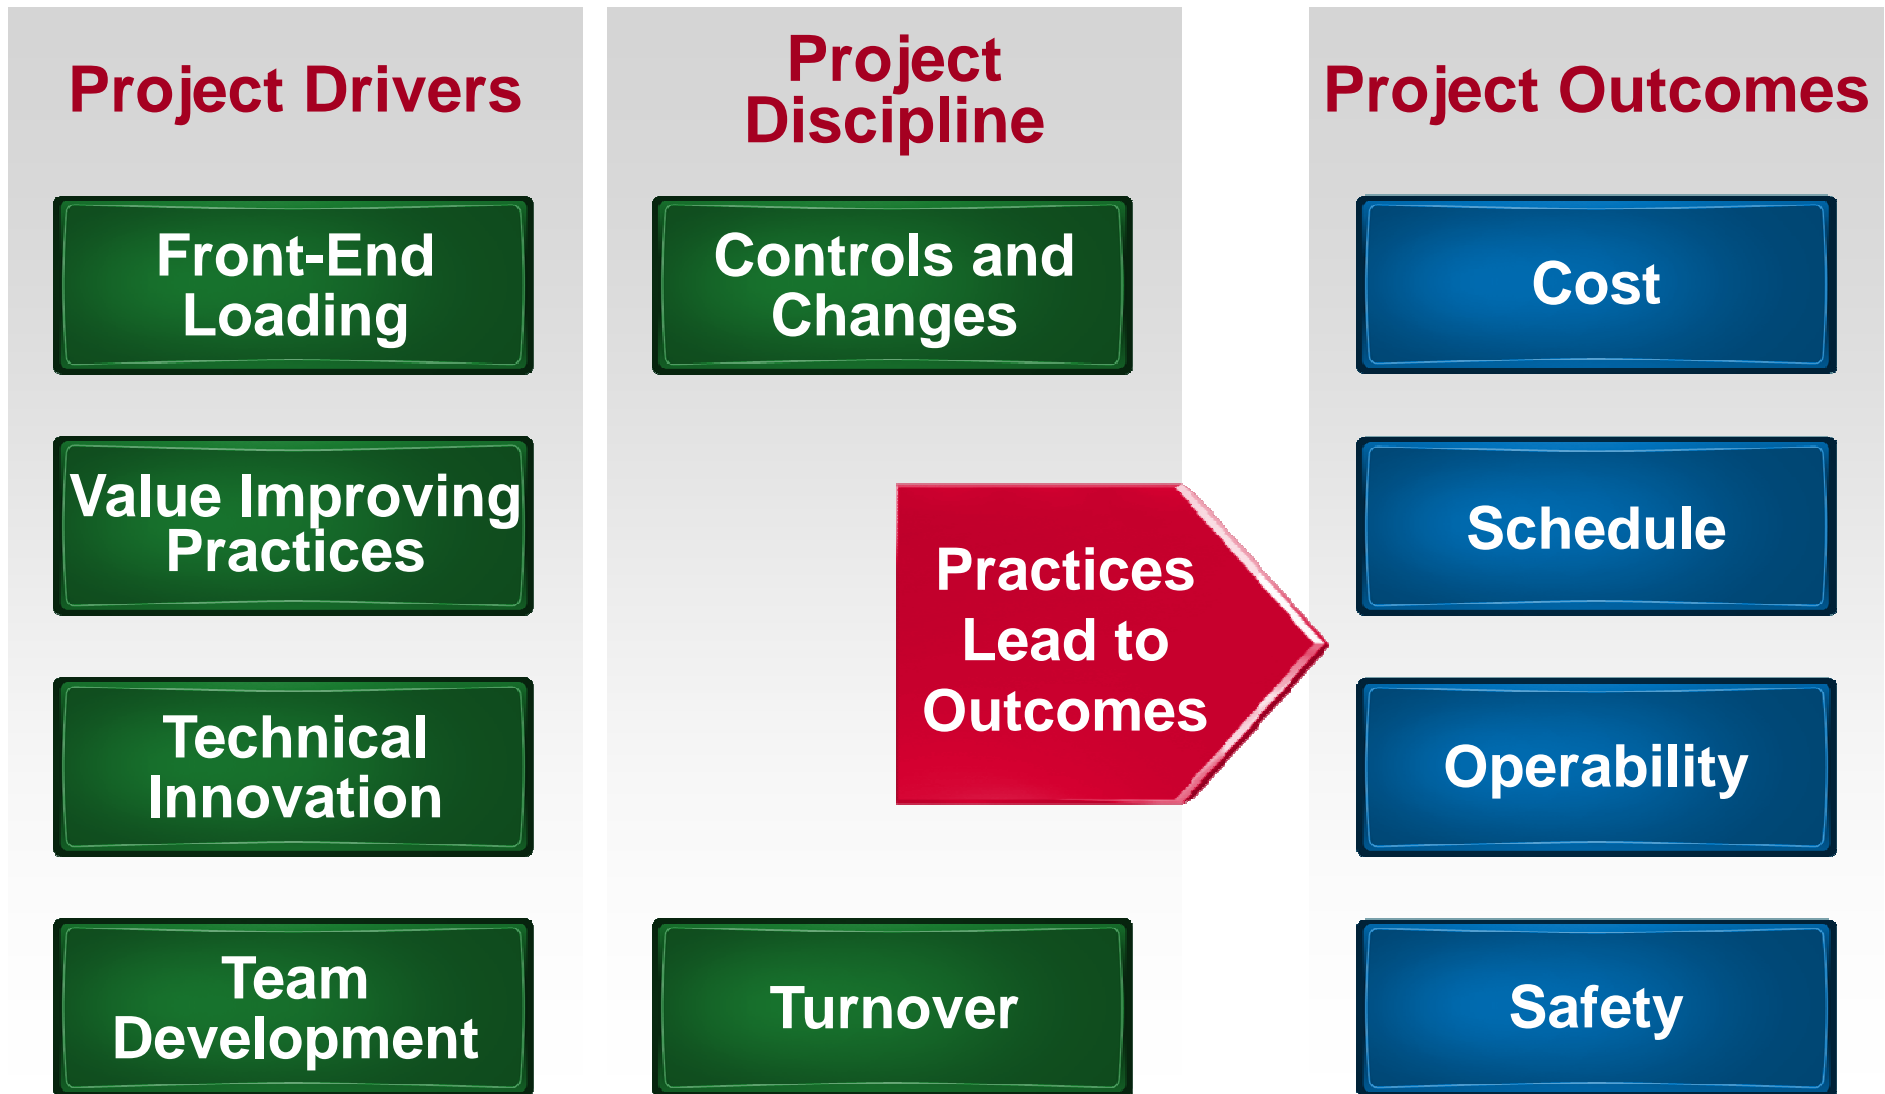 Project Drivers
Front-End
Loading
Value Improving
Practices
Technical
Innovation
Team
Development
Project
Discipline
Controls and
Changes
Practices
Lead to
Outcomes
Turnover
Project Outcomes
Cost
Schedule
Operability
Safety